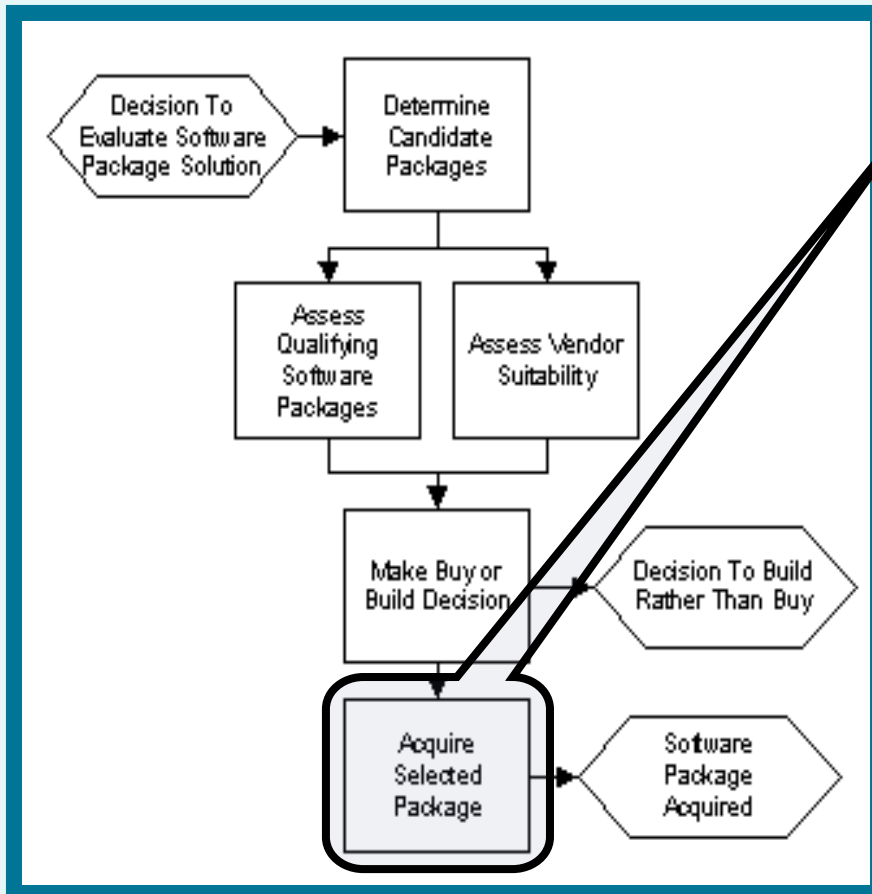 Decision To
Evaluate Software
Package Solution
Determine
Candidate
Packages
Assess
Qualifying
Software
Packages
Assess Vendor
Suitability
Make Buy or
Build Decision
Decision To Build
Rather Than Buy
Acquire
Selected
Package
Software
Package
Acquired